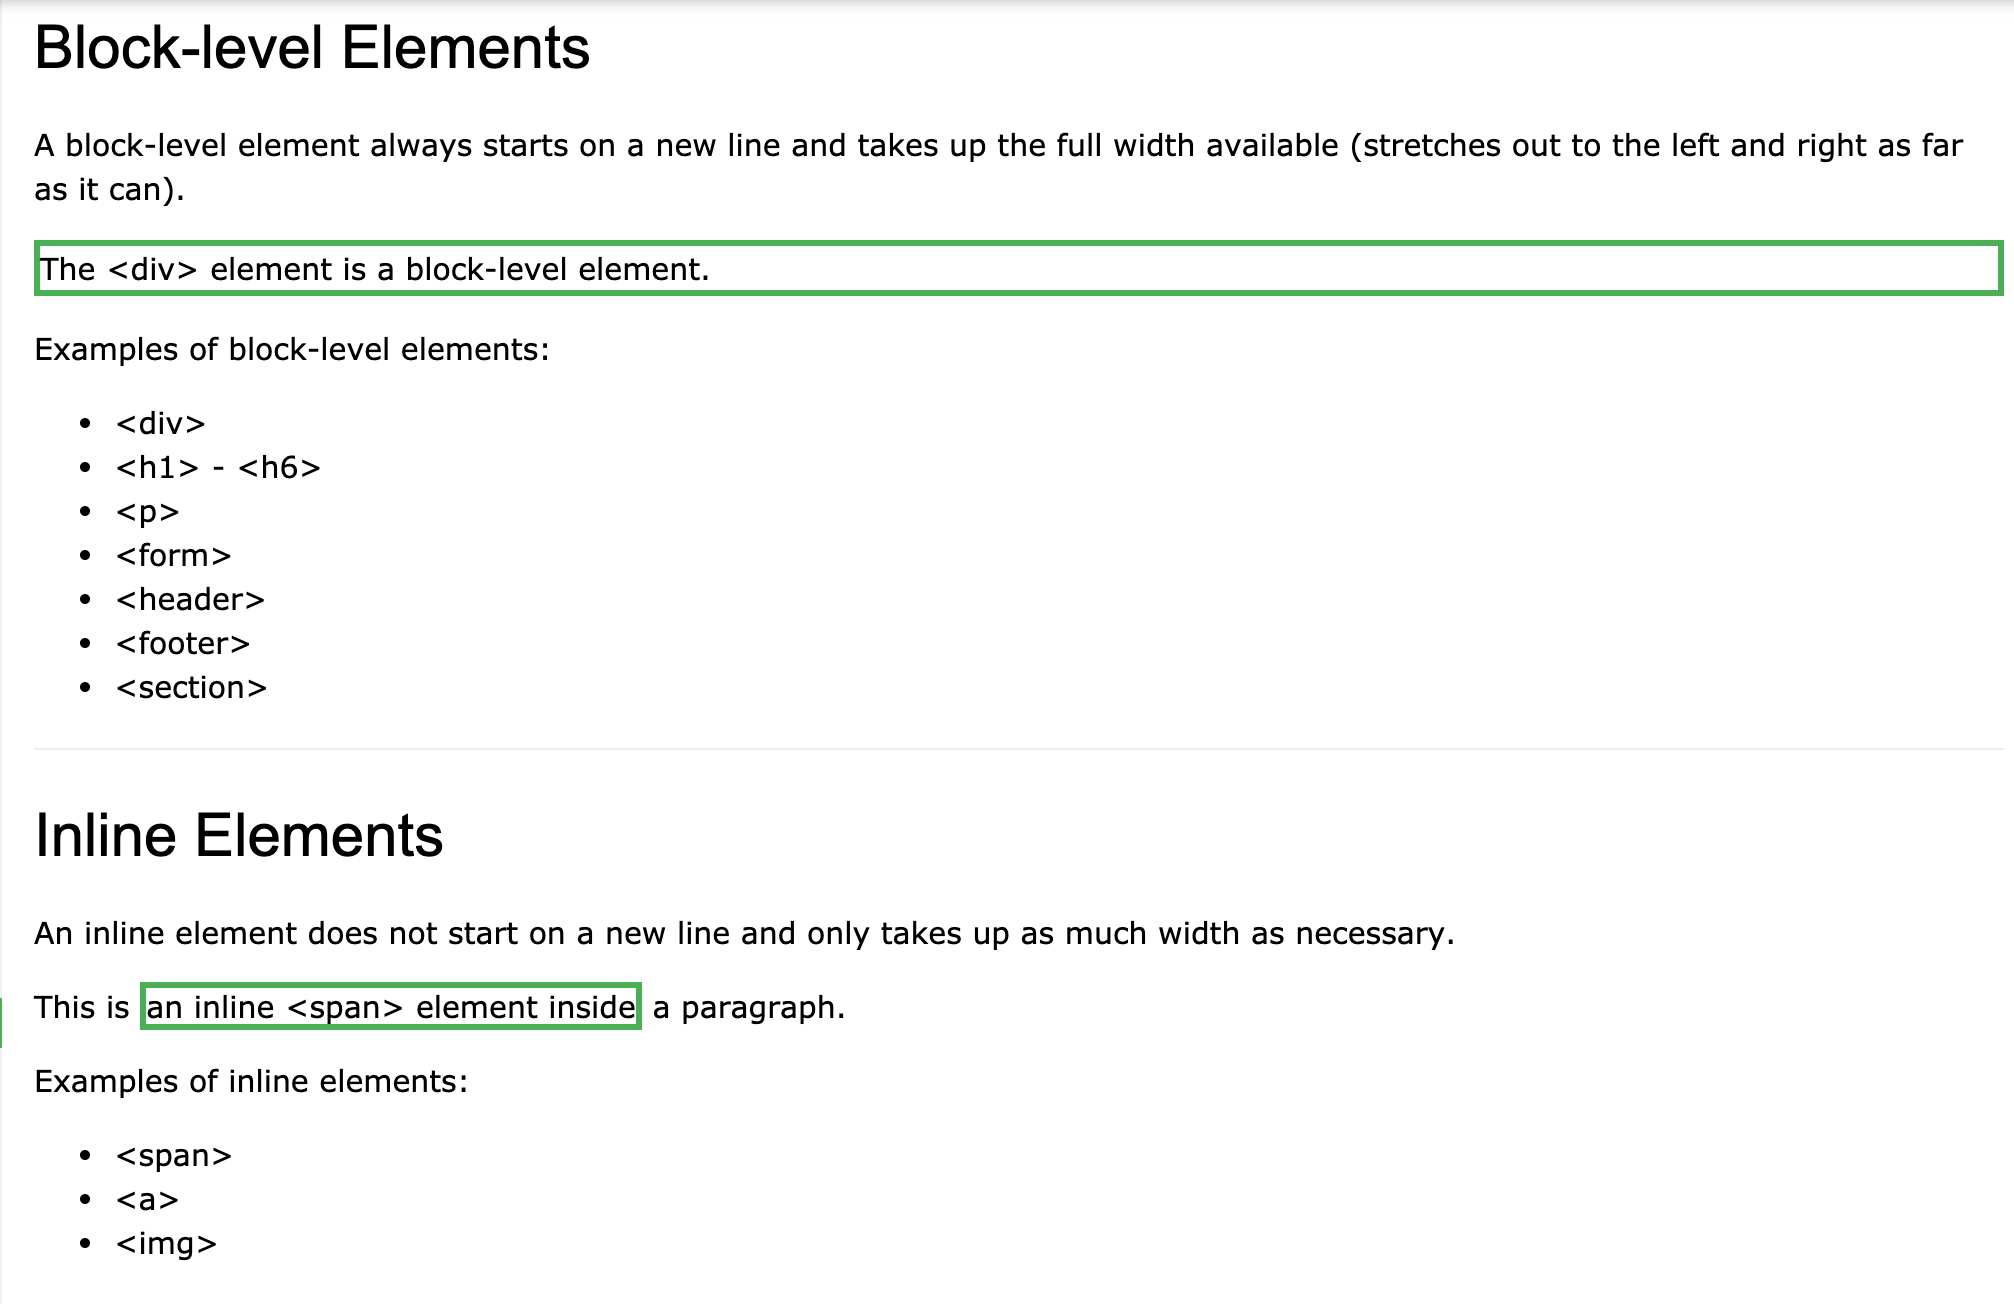 Block-level Elements
A block-level element always starts on a new line and takes up the full width available (stretches out to the left and right as far
as it can).
The <div> element is a block-level element.
Examples of block-level elements:
• <div>
• <h1> - <h6>
• <p>
• <form>
• <header>
• <footer>
• <section>
Inline Elements
An inline element does not start on a new line and only takes up as much width as necessary.
This is an inline <span> element inside a paragraph.
Examples of inline elements:
• <span>
• <a>
• <img>